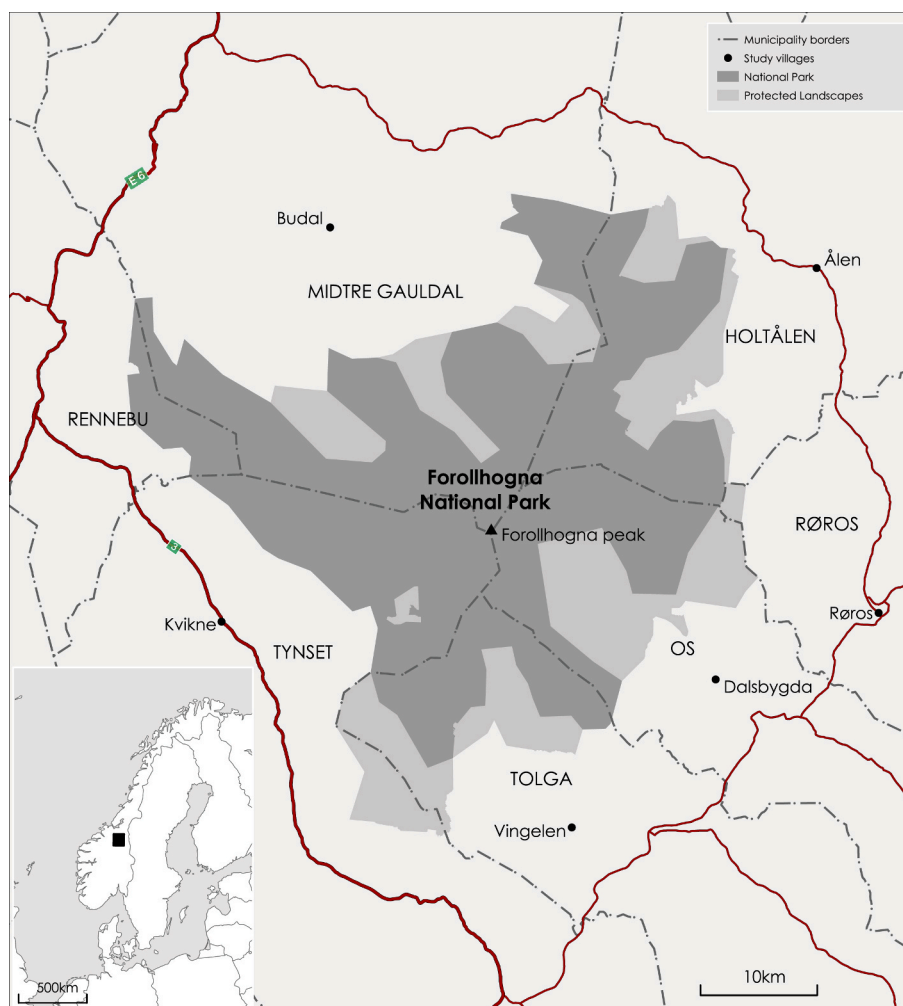 Municipality borders
Study villages
National Park
Protected Landscapes
E6
Budal
Ålen
MIDTRE GAULDAL
HOLTÅLEN
RENNEBU
Forollhogna
National Park
Forollhogna peak
RØROS
3
Kvikne
Røros
TYNSET
OS
Dalsbygda
TOLGA
Vingelen
500km
10km